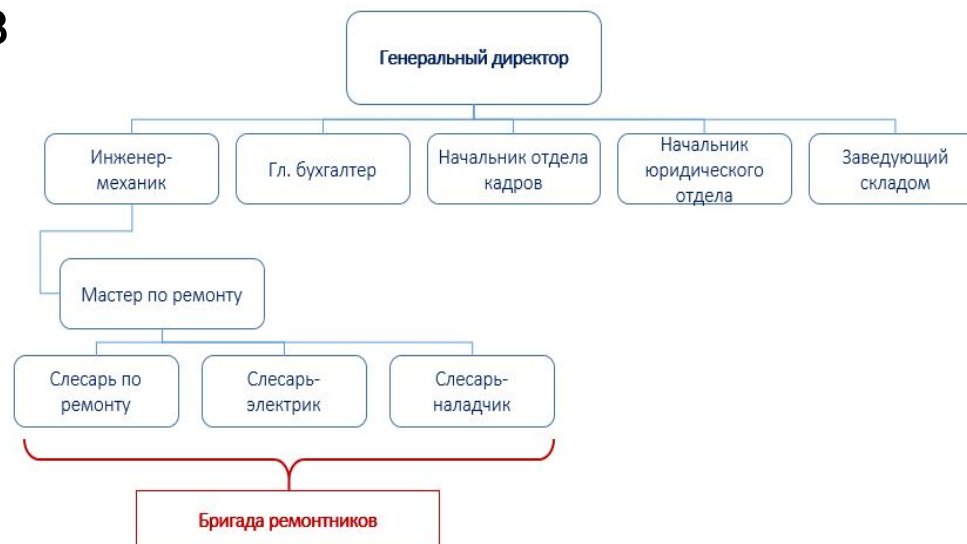 Генеральный директор
Инженер-
механик
Гл. бухгалтер
Начальник отдела
кадров
Начальник
юридического
отдела
Заведующий
складом
Мастер по ремонту
Слесарь по
ремонту
Слесарь-
электрик
Слесарь-
наладчик
Бригада ремонтников